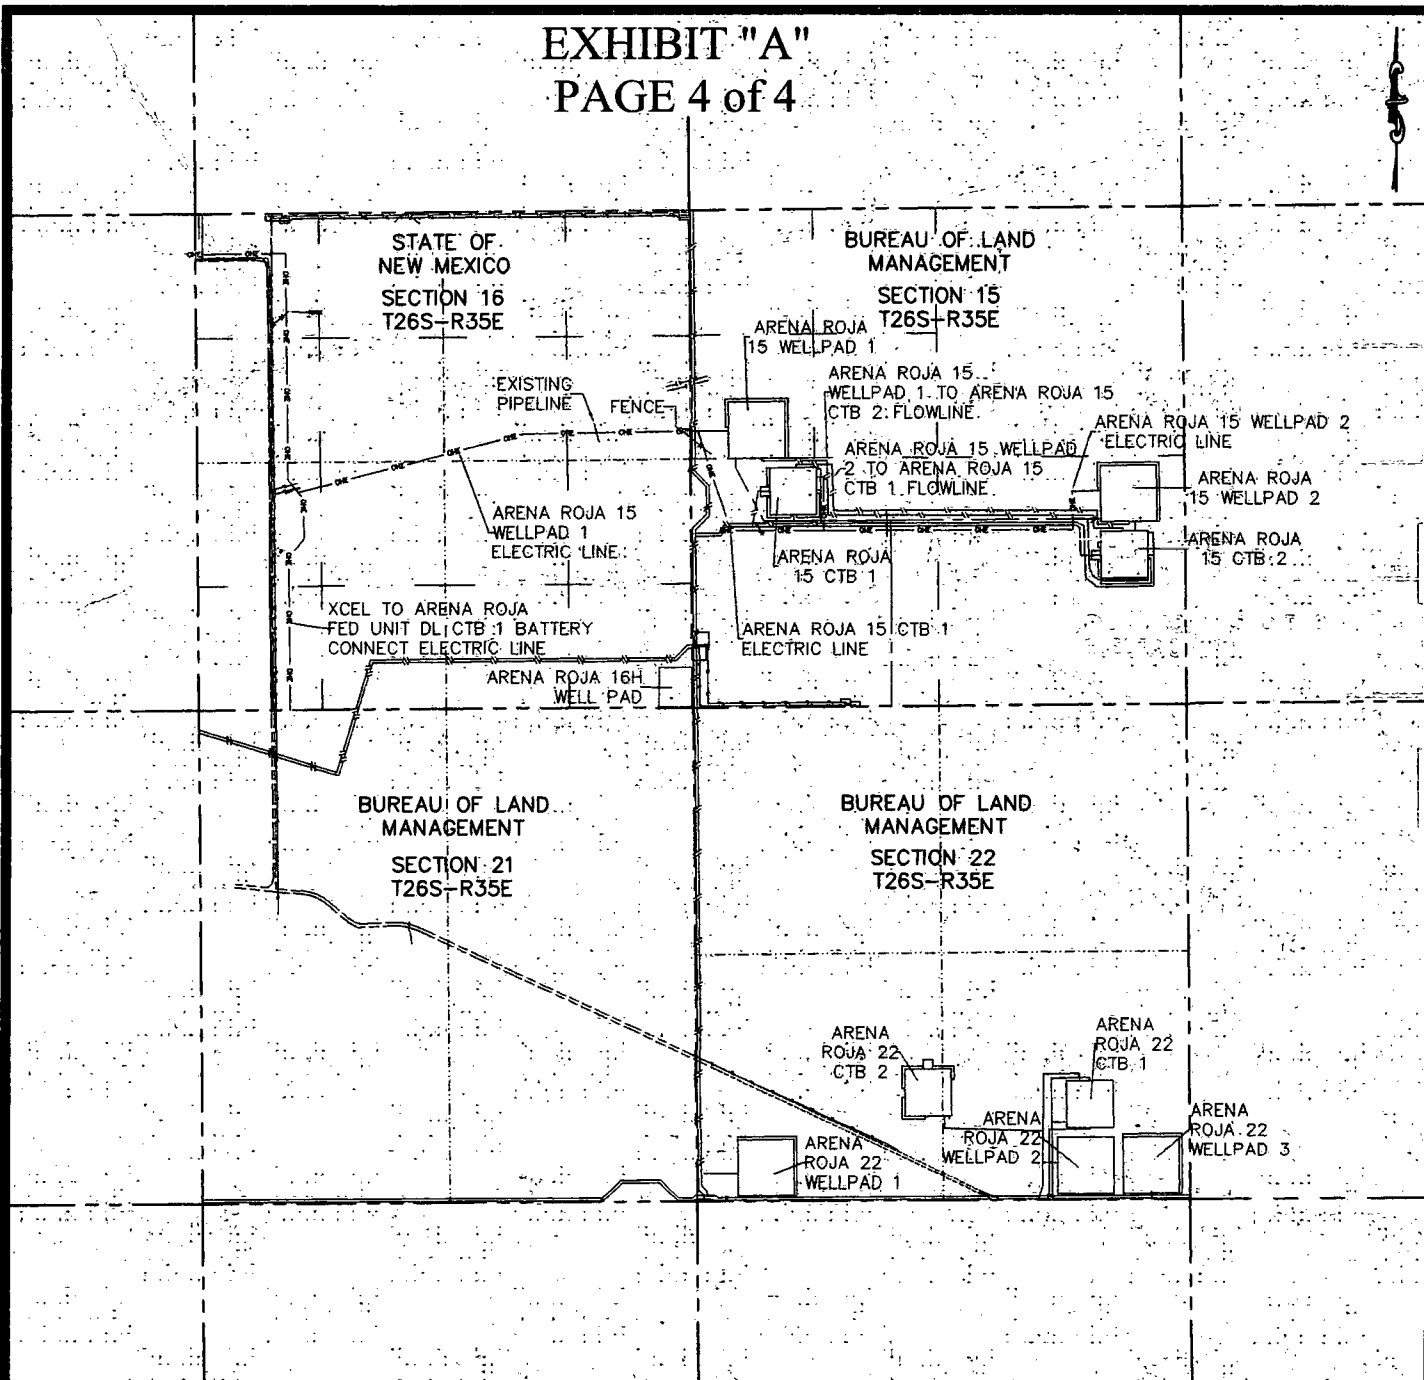 EXHIBIT "A"
PAGE 4 of 4
STATE OF
NEW MEXICO
SECTION 16
T26S-R35E
BUREAU OF LAND
MANAGEMENT
SECTION 15
T26S-R35E
ARENA ROJA
15 WELLPAD 1
ARENA ROJA 15
WELLPAD 1 TO ARENA ROJA 15
CTB 2 FLOWLINE
EXISTING
PIPELINE
FENCE
ARENA ROJA 15 WELLPAD 2
ELECTRIC LINE
ARENA ROJA 15 WELLPAD
2 TO ARENA ROJA 15
CTB 1 FLOWLINE
ARENA ROJA
15 WELLPAD 2
ARENA ROJA 15
WELLPAD 1
ELECTRIC LINE
ARENA ROJA
15 CTB 1
ARENA ROJA
15 CTB 2
XCEL TO ARENA ROJA
FED UNIT DL CTB 1 BATTERY
CONNECT ELECTRIC LINE
ARENA ROJA 15 CTB 1
ELECTRIC LINE
ARENA ROJA 16H
WELL PAD
BUREAU OF LAND
MANAGEMENT
SECTION 21
T26S-R35E
BUREAU OF LAND
MANAGEMENT
SECTION 22
T26S-R35E
ARENA
ROJA 22
CTB 2
ARENA
ROJA 22
CTB 1
ARENA
ROJA 22
WELLPAD 1
ARENA
ROJA 22
WELLPAD 2
ARENA
ROJA 22
WELLPAD 3